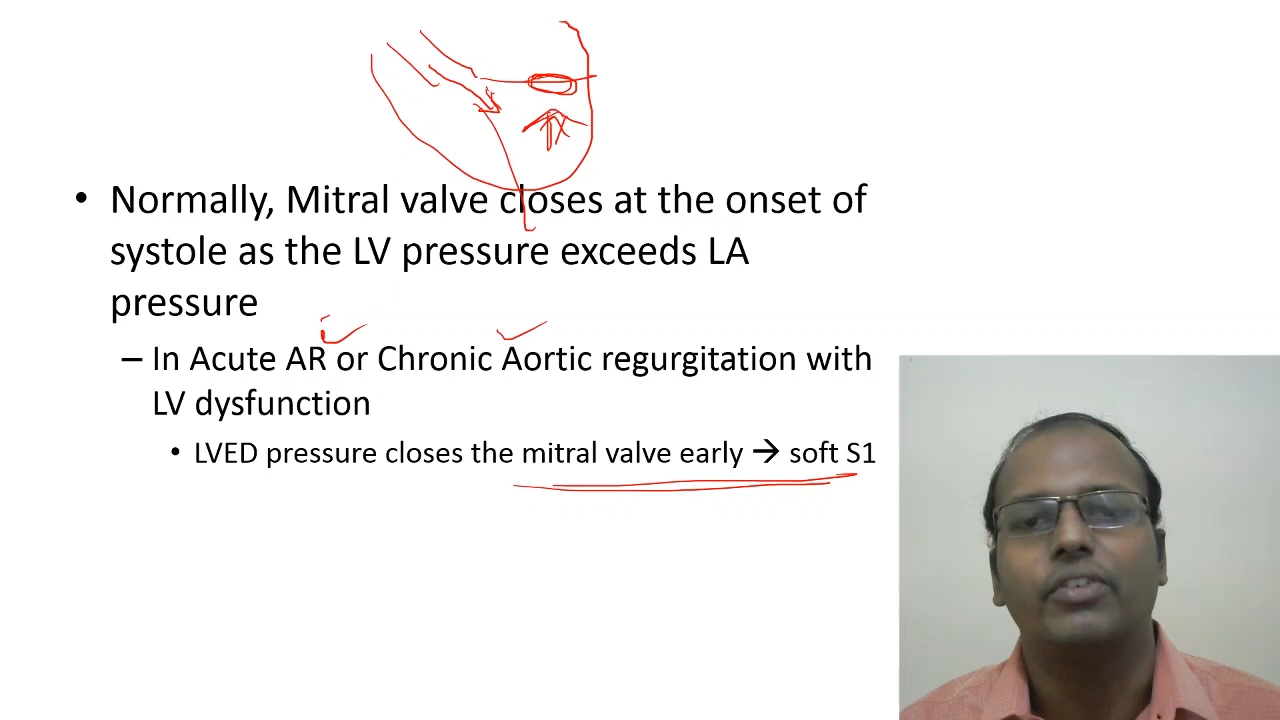 • Normally, Mitral valve closes at the onset of
systole as the LV pressure exceeds LA
pressure
– In Acute AR or Chronic Aortic regurgitation with
LV dysfunction
• LVED pressure closes the mitral valve early → soft S1